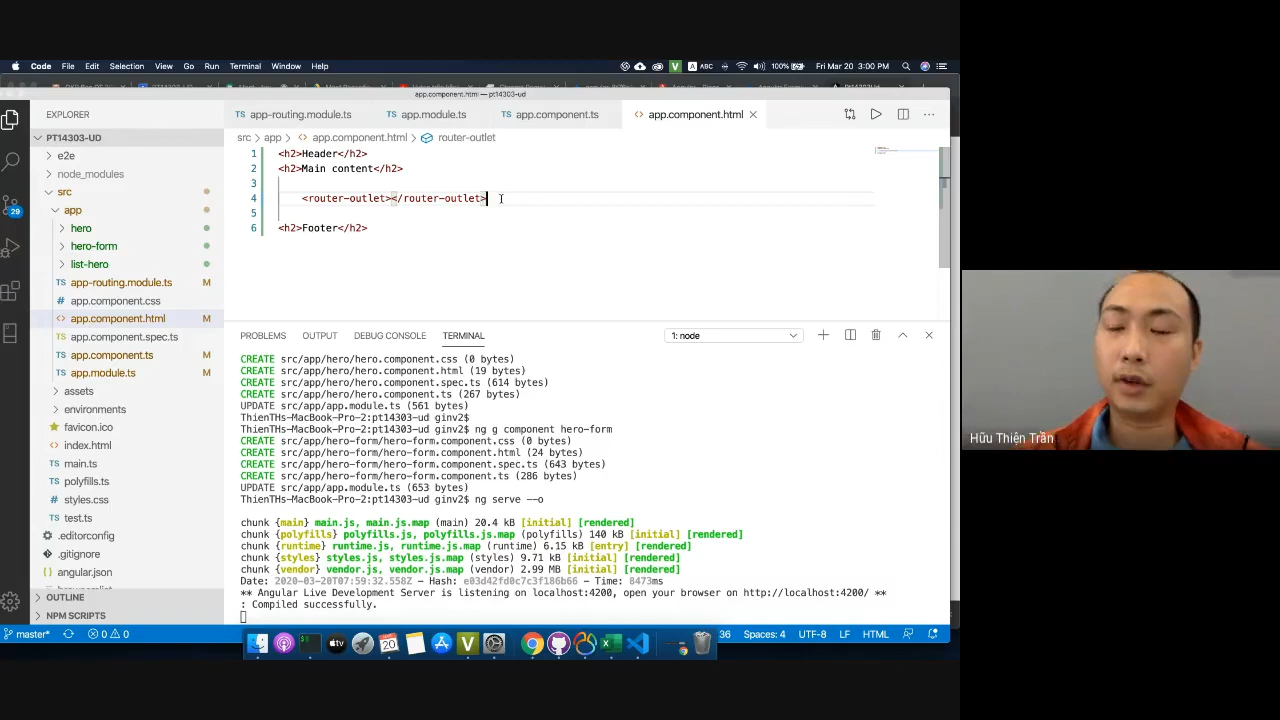 Code File Edit Selection View Go Run Terminal Window Help
V A ABC 100% Fri Mar 20 3:00 PM
app.component.html — pt14303-ud
EXPLORER
app-routing.module.ts
app.module.ts
app.component.ts
app.component.html
PT14303-UD
src > app > app.component.html > router-outlet
e2e
node_modules
src
app
hero
hero-form
list-hero
app-routing.module.ts M
app.component.css
app.component.html M
app.component.spec.ts
app.component.ts M
app.module.ts M
assets
environments
favicon.ico
index.html
main.ts
polyfills.ts
styles.css
test.ts
.editorconfig
.gitignore
angular.json
OUTLINE
NPM SCRIPTS
29
1 <h2>Header</h2>
2 <h2>Main content</h2>
3
4 <router-outlet></router-outlet>
5
6 <h2>Footer</h2>
PROBLEMS OUTPUT DEBUG CONSOLE TERMINAL 1: node
CREATE src/app/hero/hero.component.css (0 bytes)
CREATE src/app/hero/hero.component.html (19 bytes)
CREATE src/app/hero/hero.component.spec.ts (614 bytes)
CREATE src/app/hero/hero.component.ts (267 bytes)
UPDATE src/app/app.module.ts (561 bytes)
ThienTHs-MacBook-Pro-2:pt14303-ud ginv2$
ThienTHs-MacBook-Pro-2:pt14303-ud ginv2$ ng g component hero-form
CREATE src/app/hero-form/hero-form.component.css (0 bytes)
CREATE src/app/hero-form/hero-form.component.html (24 bytes)
CREATE src/app/hero-form/hero-form.component.spec.ts (643 bytes)
CREATE src/app/hero-form/hero-form.component.ts (286 bytes)
UPDATE src/app/app.module.ts (653 bytes)
ThienTHs-MacBook-Pro-2:pt14303-ud ginv2$ ng serve --o
chunk {main} main.js, main.js.map (main) 20.4 kB [initial] [rendered]
chunk {polyfills} polyfills.js, polyfills.js.map (polyfills) 140 kB [initial] [rendered]
chunk {runtime} runtime.js, runtime.js.map (runtime) 6.15 kB [entry] [rendered]
chunk {styles} styles.js, styles.js.map (styles) 9.71 kB [initial] [rendered]
chunk {vendor} vendor.js, vendor.js.map (vendor) 2.99 MB [initial] [rendered]
Date: 2020-03-20T07:59:32.558Z - Hash: e03d42fd0c7c3f186b66 - Time: 8473ms
** Angular Live Development Server is listening on localhost:4200, open your browser on http://localhost:4200/ **
: Compiled successfully.
master* 0 0 36 Spaces: 4 UTF-8 LF HTML
20
Hữu Thiện Trần